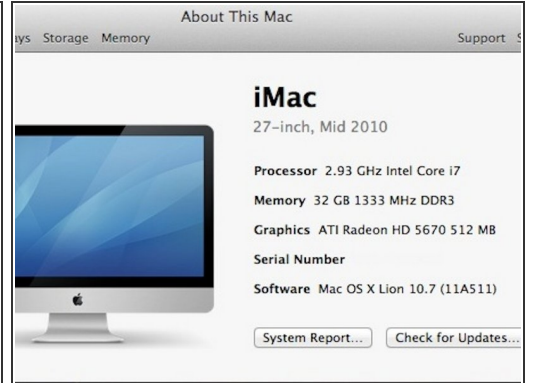 About This Mac
ays Storage Memory Support S
iMac
27-inch, Mid 2010
Processor 2.93 GHz Intel Core i7
Memory 32 GB 1333 MHz DDR3
Graphics ATI Radeon HD 5670 512 MB
Serial Number
Software Mac OS X Lion 10.7 (11A511)
System Report... Check for Updates...